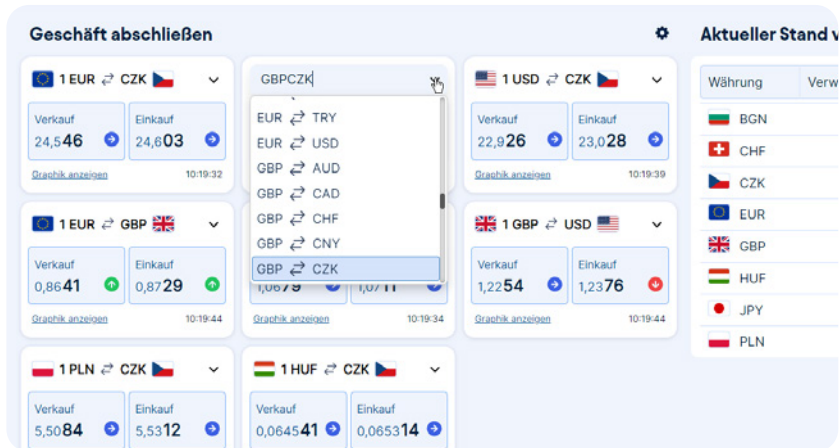 Geschäft abschließen
1 EUR ⇄ CZK
Verkauf
24,546
Einkauf
24,603
Graphik anzeigen
10:19:32
GBPCZK
EUR ⇄ TRY
EUR ⇄ USD
GBP ⇄ AUD
GBP ⇄ CAD
GBP ⇄ CHF
GBP ⇄ CNY
GBP ⇄ CZK
1 USD ⇄ CZK
Verkauf
22,926
Einkauf
23,028
Graphik anzeigen
10:19:39
1 EUR ⇄ GBP
Verkauf
0,8641
Einkauf
0,8729
Graphik anzeigen
10:19:44
Graphik anzeigen
10:19:34
1 GBP ⇄ USD
Verkauf
1,2254
Einkauf
1,2376
Graphik anzeigen
10:19:44
1 PLN ⇄ CZK
Verkauf
5,5084
Einkauf
5,5312
1 HUF ⇄ CZK
Verkauf
0,064541
Einkauf
0,065314
Aktueller Stand v
Währung
Verw
BGN
CHF
CZK
EUR
GBP
HUF
JPY
PLN